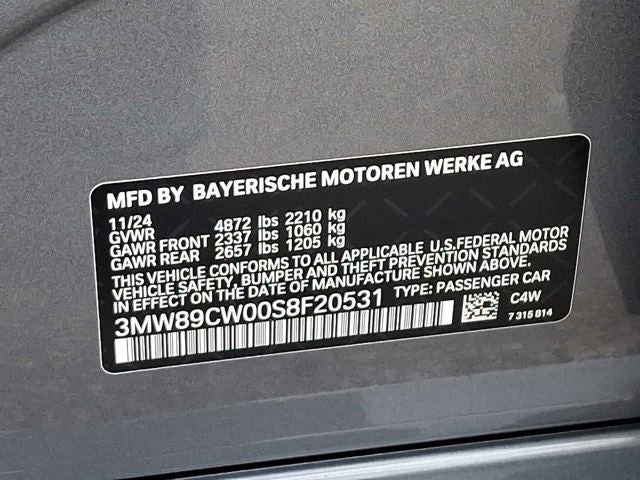 MFD BY BAYERISCHE MOTOREN WERKE AG
11/24
GVWR 4872 lbs 2210 kg
GAWR FRONT 2337 lbs 1060 kg
GAWR REAR 2657 lbs 1205 kg
THIS VEHICLE CONFORMS TO ALL APPLICABLE U.S.FEDERAL MOTOR
VEHICLE SAFETY, BUMPER AND THEFT PREVENTION STANDARDS
IN EFFECT ON THE DATE OF MANUFACTURE SHOWN ABOVE.
3MW89CW00S8F20531 TYPE: PASSENGER CAR
C4W
7 315 814